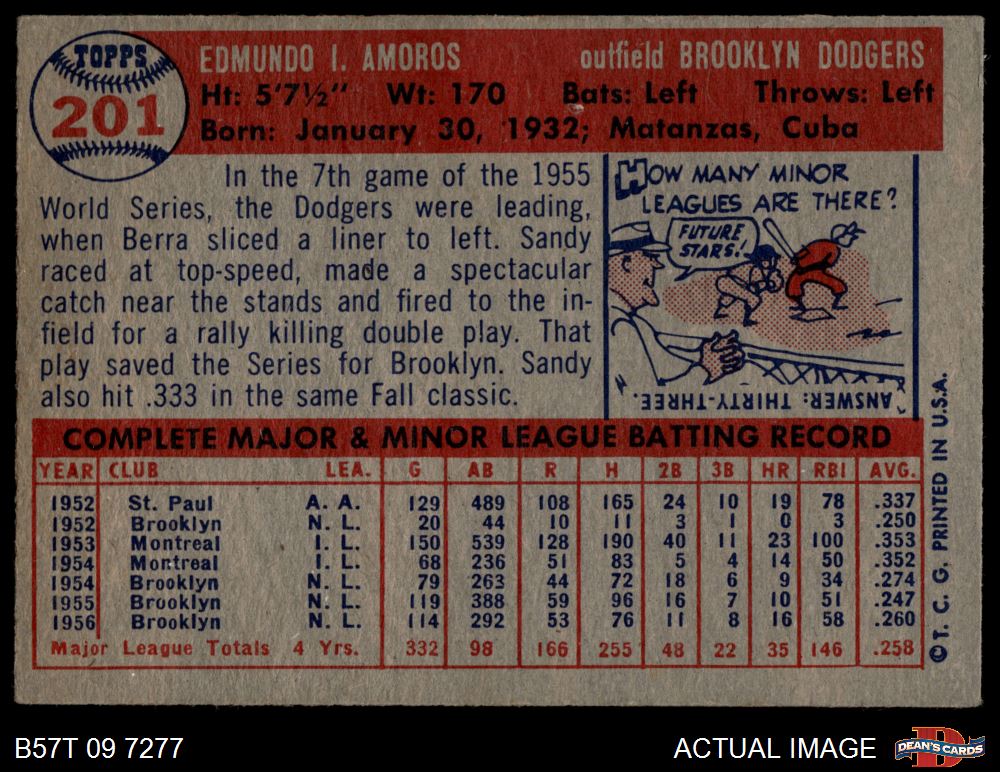 TOPPS
201
EDMUNDO I. AMOROS outfield BROOKLYN DODGERS
Ht: 5'7½" Wt: 170 Bats: Left Throws: Left
Born: January 30, 1932; Matanzas, Cuba
In the 7th game of the 1955
World Series, the Dodgers were leading,
when Berra sliced a liner to left. Sandy
raced at top-speed, made a spectacular
catch near the stands and fired to the in-
field for a rally killing double play. That
play saved the Series for Brooklyn. Sandy
also hit .333 in the same Fall classic.
HOW MANY MINOR
LEAGUES ARE THERE?
FUTURE
STARS!
ANSWER: THIRTY-THREE.
COMPLETE MAJOR & MINOR LEAGUE BATTING RECORD
YEAR CLUB LEA. G AB R H 2B 3B HR RBI AVG.
1952 St. Paul A. A. 129 489 108 165 24 10 19 78 .337
1952 Brooklyn N. L. 20 44 10 11 3 1 0 3 .250
1953 Montreal I. L. 150 539 128 190 40 11 23 100 .353
1954 Montreal I. L. 68 236 51 83 5 4 14 50 .352
1954 Brooklyn N. L. 79 263 44 72 18 6 9 34 .274
1955 Brooklyn N. L. 119 388 59 96 16 7 10 51 .247
1956 Brooklyn N. L. 114 292 53 76 11 8 16 58 .260
Major League Totals 4 Yrs. 332 98 166 255 48 22 35 146 .258
© T. C. G. PRINTED IN U.S.A.
B57T 09 7277
ACTUAL IMAGE
DEAN'S CARDS